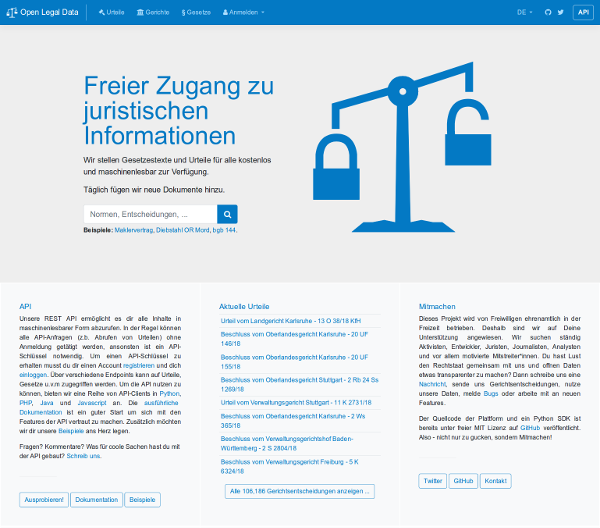 Open Legal Data
Urteile
Gerichte
§ Gesetze
Anmelden
DE
API
Freier Zugang zu
juristischen
Informationen
Wir stellen Gesetzestexte und Urteile für alle kostenlos
und maschinenlesbar zur Verfügung.
Täglich fügen wir neue Dokumente hinzu.
Normen, Entscheidungen, ...
Beispiele: Maklervertrag, Diebstahl OR Mord, bgb 144.
API
Unsere REST API ermöglicht es dir alle Inhalte in
maschinenlesbarer Form abzurufen. In der Regel können
alle API-Anfragen (z.b. Abrufen von Urteilen) ohne
Anmeldung getätigt werden, ansonsten ist ein API-
Schlüssel notwendig. Um einen API-Schlüssel zu
erhalten musst du dir einen Account registrieren und dich
einloggen. Über verschiedene Endpoints kann auf Urteile,
Gesetze u.v.m zugegriffen werden. Um die API nutzen zu
können, bieten wir eine Reihe von API-Clients in Python,
PHP, Java und Javascript an. Die ausführliche
Dokumentation ist ein guter Start um sich mit den
Features der API vertraut zu machen. Zusätzlich möchten
wir dir unsere Beispiele ans Herz legen.
Fragen? Kommentare? Was für coole Sachen hast du mit
der API gebaut? Schreib uns.
Ausprobieren!
Dokumentation
Beispiele
Aktuelle Urteile
Urteil vom Landgericht Karlsruhe - 13 O 38/18 KfH
Beschluss vom Oberlandesgericht Karlsruhe - 20 UF
146/18
Beschluss vom Oberlandesgericht Karlsruhe - 20 UF
155/18
Beschluss vom Oberlandesgericht Stuttgart - 2 Rb 24 Ss
1269/18
Urteil vom Verwaltungsgericht Stuttgart - 11 K 2731/18
Beschluss vom Oberlandesgericht Karlsruhe - 2 Ws
365/18
Beschluss vom Verwaltungsgerichtshof Baden-
Württemberg - 2 S 2804/18
Beschluss vom Verwaltungsgericht Freiburg - 5 K
6324/18
Alle 106,186 Gerichtsentscheidungen anzeigen ...
Mitmachen
Dieses Projekt wird von Freiwilligen ehrenamtlich in der
Freizeit betrieben. Deshalb sind wir auf Deine
Unterstützung angewiesen. Wir suchen ständig
Aktivisten, Entwickler, Juristen, Journalisten, Analysten
und vor allem motivierte Mitstreiter*innen. Du hast Lust
den Rechtstaat gemeinsam mit uns und offnen Daten
etwas transparenter zu machen? Dann schreibe uns eine
Nachricht, sende uns Gerichtsentscheidungen, nutze
unsere Daten, melde Bugs oder arbeite mit an neuen
Features.
Der Quellcode der Plattform und ein Python SDK ist
bereits unter freier MIT Lizenz auf GitHub veröffentlicht.
Also - nicht nur zu gucken, sondern Mitmachen!
Twitter
GitHub
Kontakt